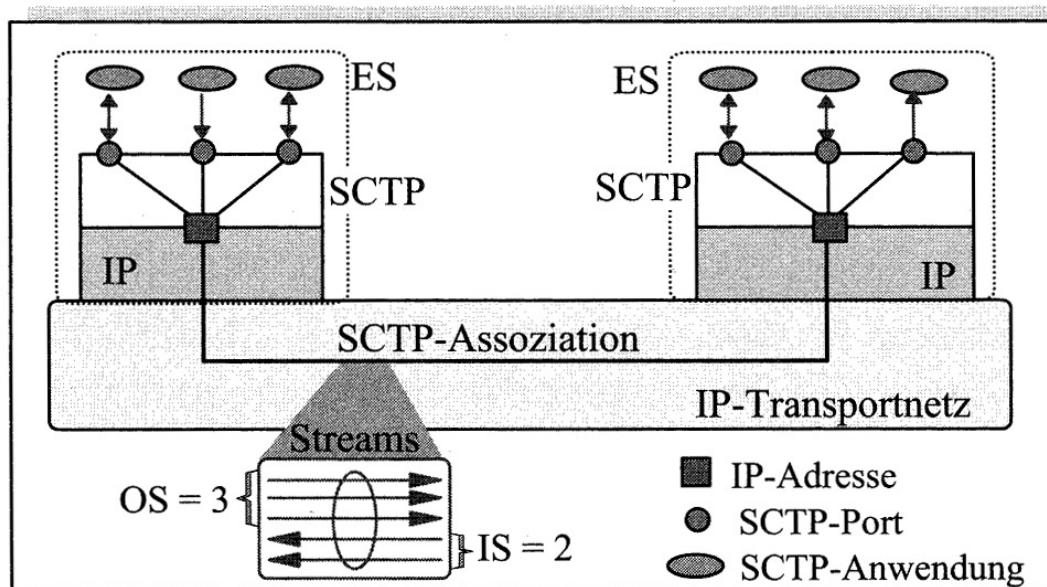 ES
ES
SCTP
SCTP
IP
IP
SCTP-Assoziation
IP-Transportnetz
Streams
OS = 3
IS = 2
IP-Adresse
SCTP-Port
SCTP-Anwendung